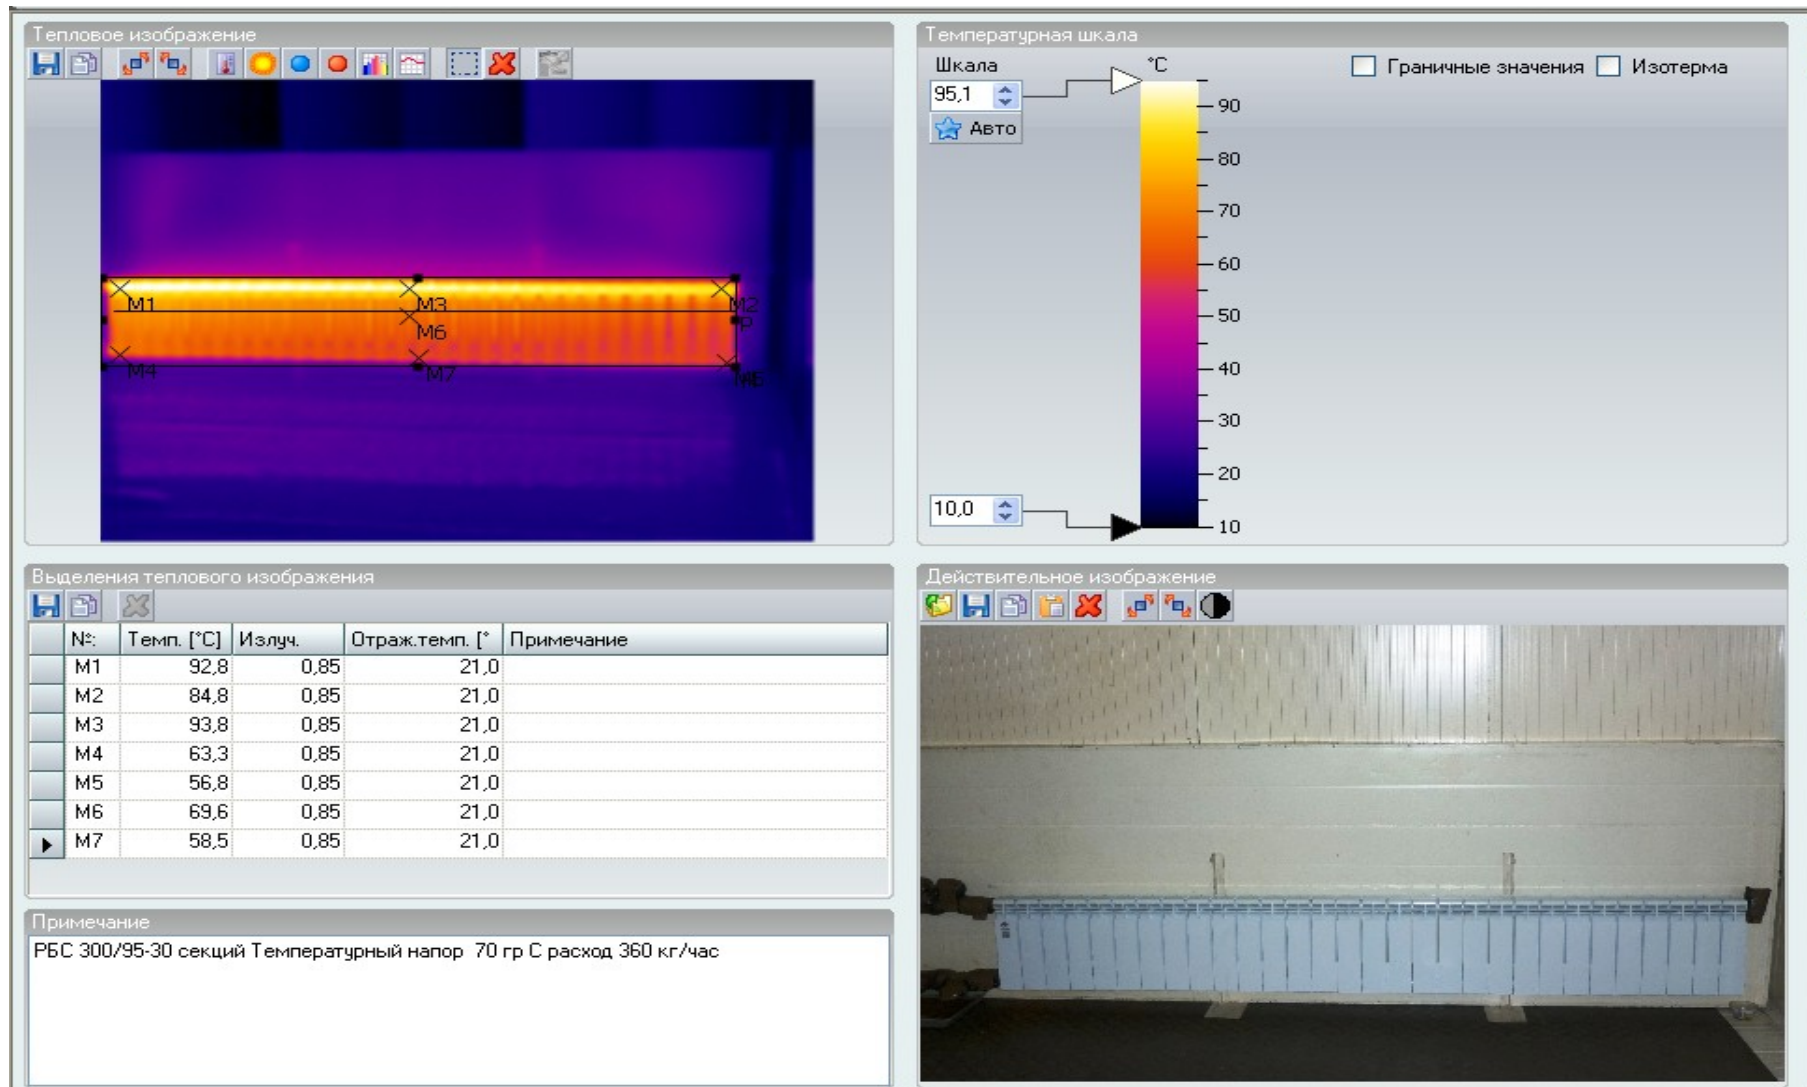 Тепловое изображение
M1
M3
M2
M6
P
M4
M7
M5
Температурная шкала
Шкала
°C
Граничные значения
Изотерма
95,1
Авто
90
80
70
60
50
40
30
20
10,0
10
Выделения теплового изображения
№: Темп. [°C] Излуч. Отраж.темп. [° Примечание
M1 92,8 0,85 21,0
M2 84,8 0,85 21,0
M3 93,8 0,85 21,0
M4 63,3 0,85 21,0
M5 56,8 0,85 21,0
M6 69,6 0,85 21,0
M7 58,5 0,85 21,0
Примечание
РБС 300/95-30 секций Температурный напор 70 гр С расход 360 кг/час
Действительное изображение